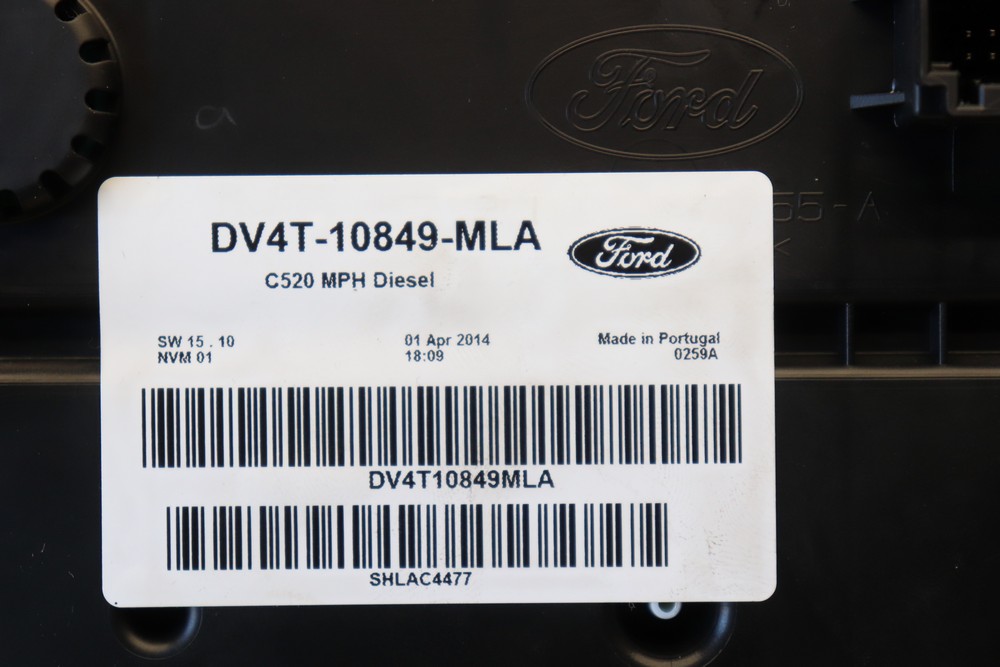 Ford
55-A
DV4T-10849-MLA
Ford
C520 MPH Diesel
SW 15 . 10
NVM 01
01 Apr 2014
18:09
Made in Portugal
0259A
DV4T10849MLA
SHLAC4477